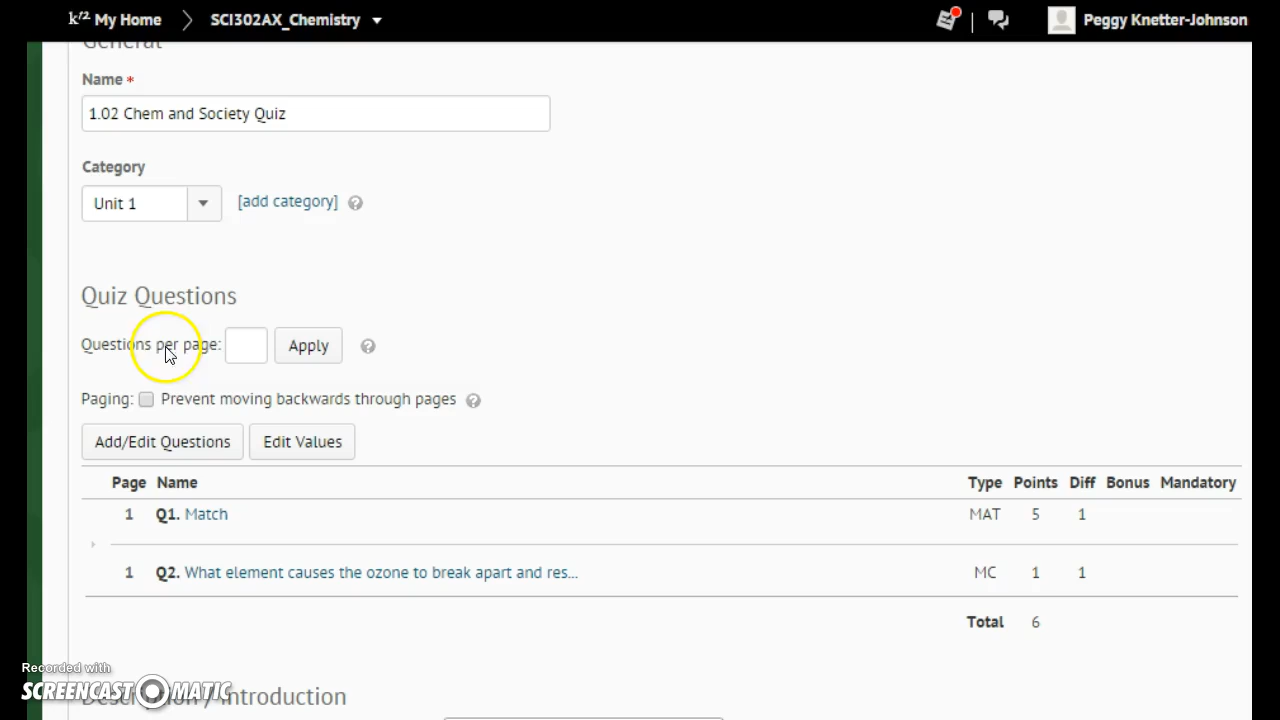 k¹² My Home SCI302AX_Chemistry Peggy Knetter-Johnson
General
Name *
1.02 Chem and Society Quiz
Category
Unit 1 [add category] ?
Quiz Questions
Questions per page: Apply ?
Paging: Prevent moving backwards through pages ?
Add/Edit Questions Edit Values
Page Name Type Points Diff Bonus Mandatory
1 Q1. Match MAT 5 1
1 Q2. What element causes the ozone to break apart and res... MC 1 1
Total 6
Recorded with
SCREENCAST-O-MATIC
Description / Introduction